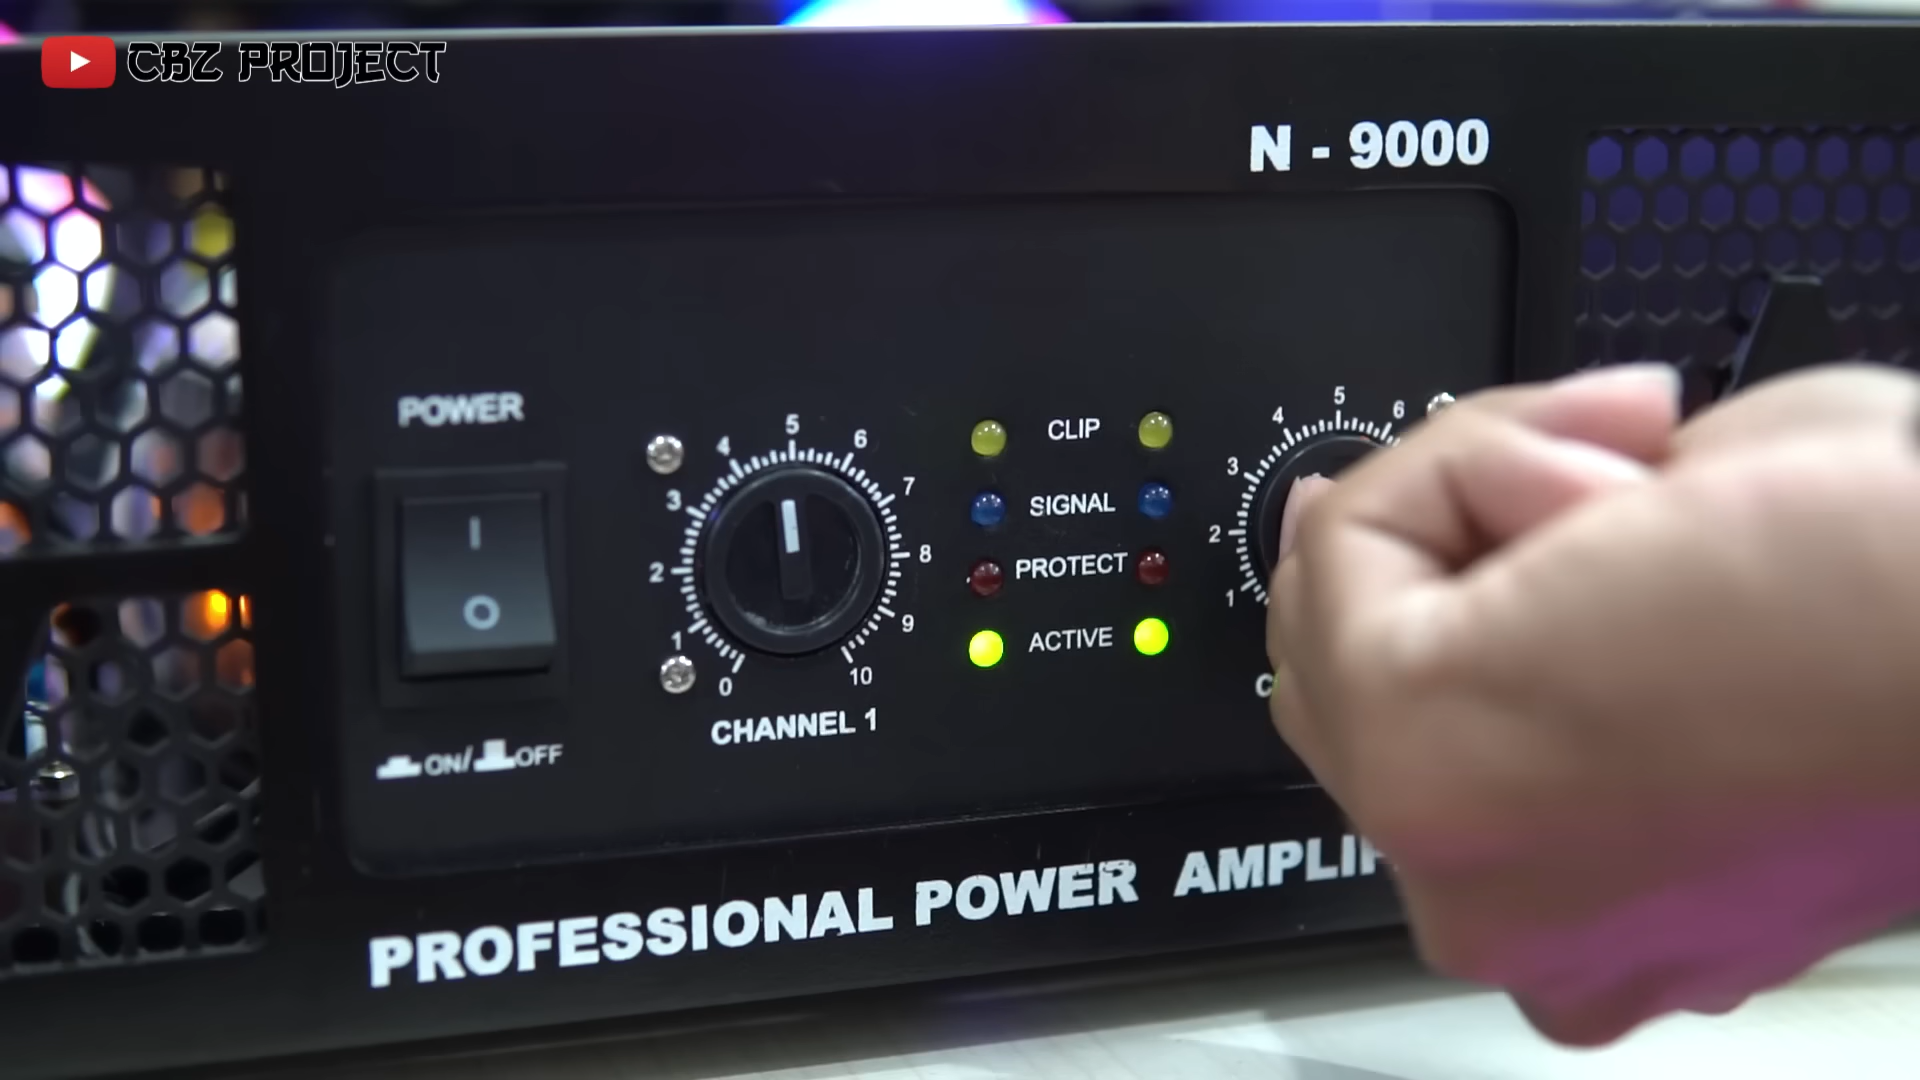 CBZ PROJECT
N - 9000
POWER
I
O
ON/ OFF
0 1 2 3 4 5 6 7 8 9 10
CHANNEL 1
CLIP
SIGNAL
PROTECT
ACTIVE
1 2 3 4 5 6
PROFESSIONAL POWER